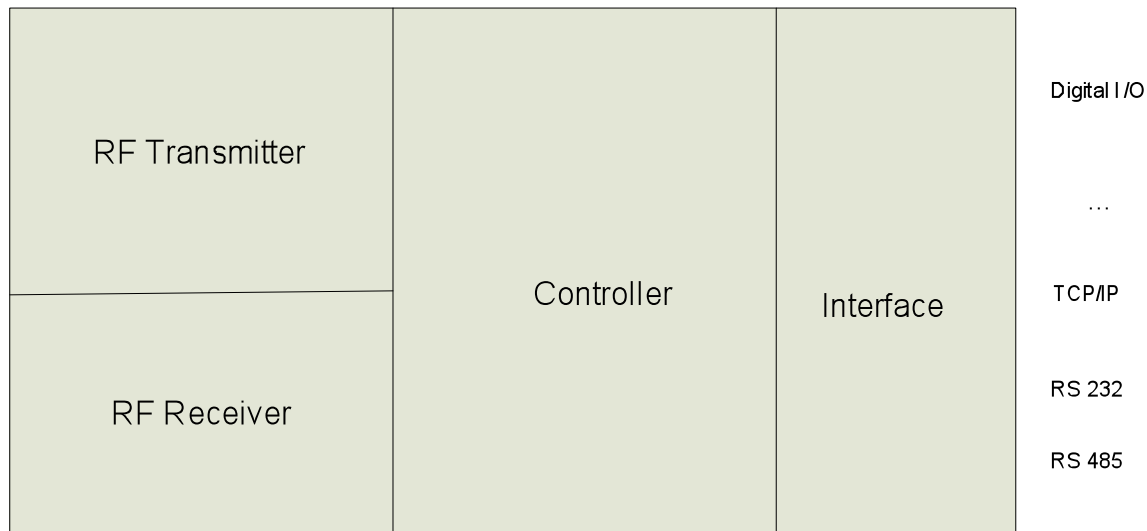 RF Transmitter
RF Receiver
Controller
Interface
Digital I/O
...
TCP/IP
RS 232
RS 485